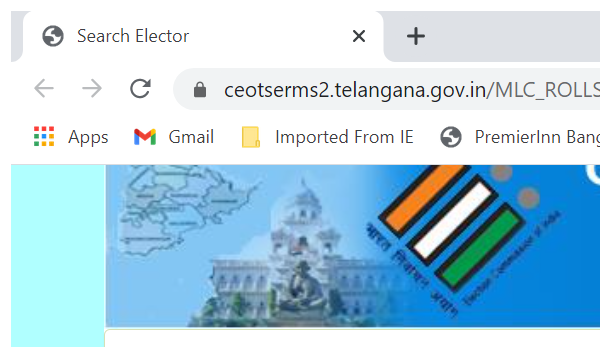 Search Elector
ceotserms2.telangana.gov.in/MLC_ROLLS
Apps Gmail Imported From IE PremierInn Bang
भारत निर्वाचन आयोग
Election Commission of India